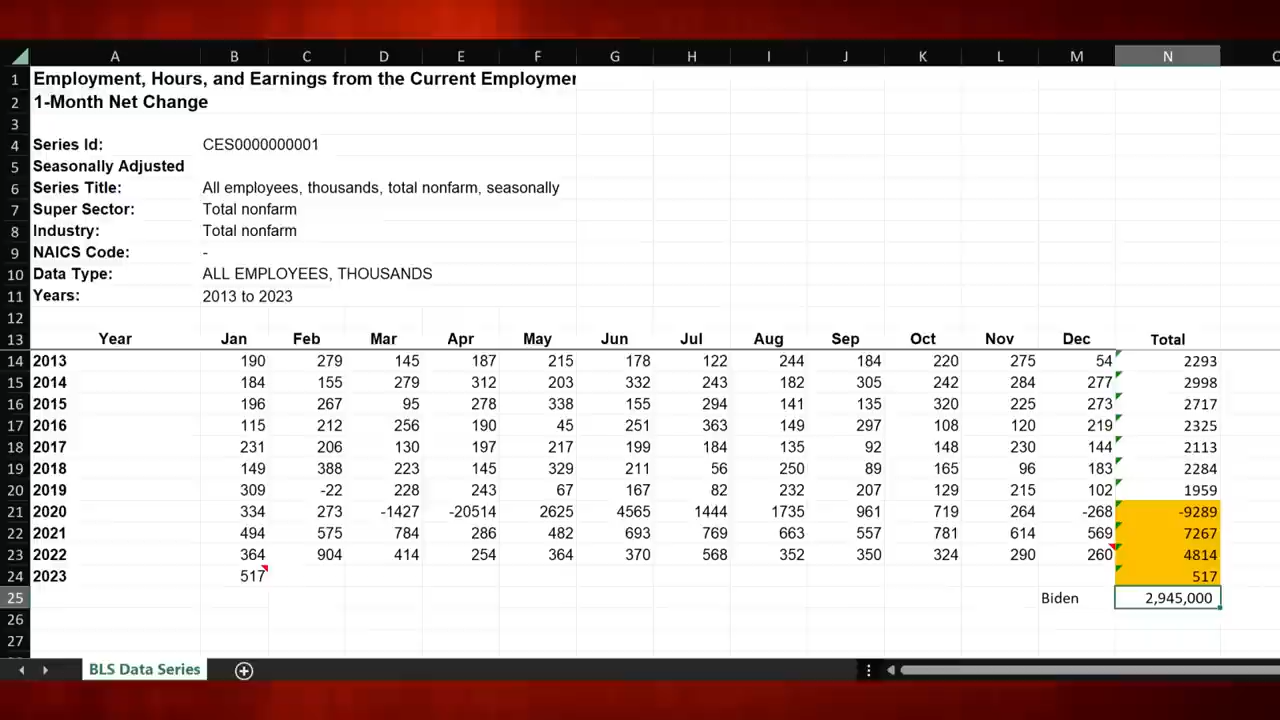 A B C D E F G H I J K L M N
1 Employment, Hours, and Earnings from the Current Employmer
2 1-Month Net Change
3
4 Series Id: CES0000000001
5 Seasonally Adjusted
6 Series Title: All employees, thousands, total nonfarm, seasonally
7 Super Sector: Total nonfarm
8 Industry: Total nonfarm
9 NAICS Code: -
10 Data Type: ALL EMPLOYEES, THOUSANDS
11 Years: 2013 to 2023
12
13 Year Jan Feb Mar Apr May Jun Jul Aug Sep Oct Nov Dec Total
14 2013 190 279 145 187 215 178 122 244 184 220 275 54 2293
15 2014 184 155 279 312 203 332 243 182 305 242 284 277 2998
16 2015 196 267 95 278 338 155 294 141 135 320 225 273 2717
17 2016 115 212 256 190 45 251 363 149 297 108 120 219 2325
18 2017 231 206 130 197 217 199 184 135 92 148 230 144 2113
19 2018 149 388 223 145 329 211 56 250 89 165 96 183 2284
20 2019 309 -22 228 243 67 167 82 232 207 129 215 102 1959
21 2020 334 273 -1427 -20514 2625 4565 1444 1735 961 719 264 -268 -9289
22 2021 494 575 784 286 482 693 769 663 557 781 614 569 7267
23 2022 364 904 414 254 364 370 568 352 350 324 290 260 4814
24 2023 517 517
25 Biden 2,945,000
26
27
BLS Data Series